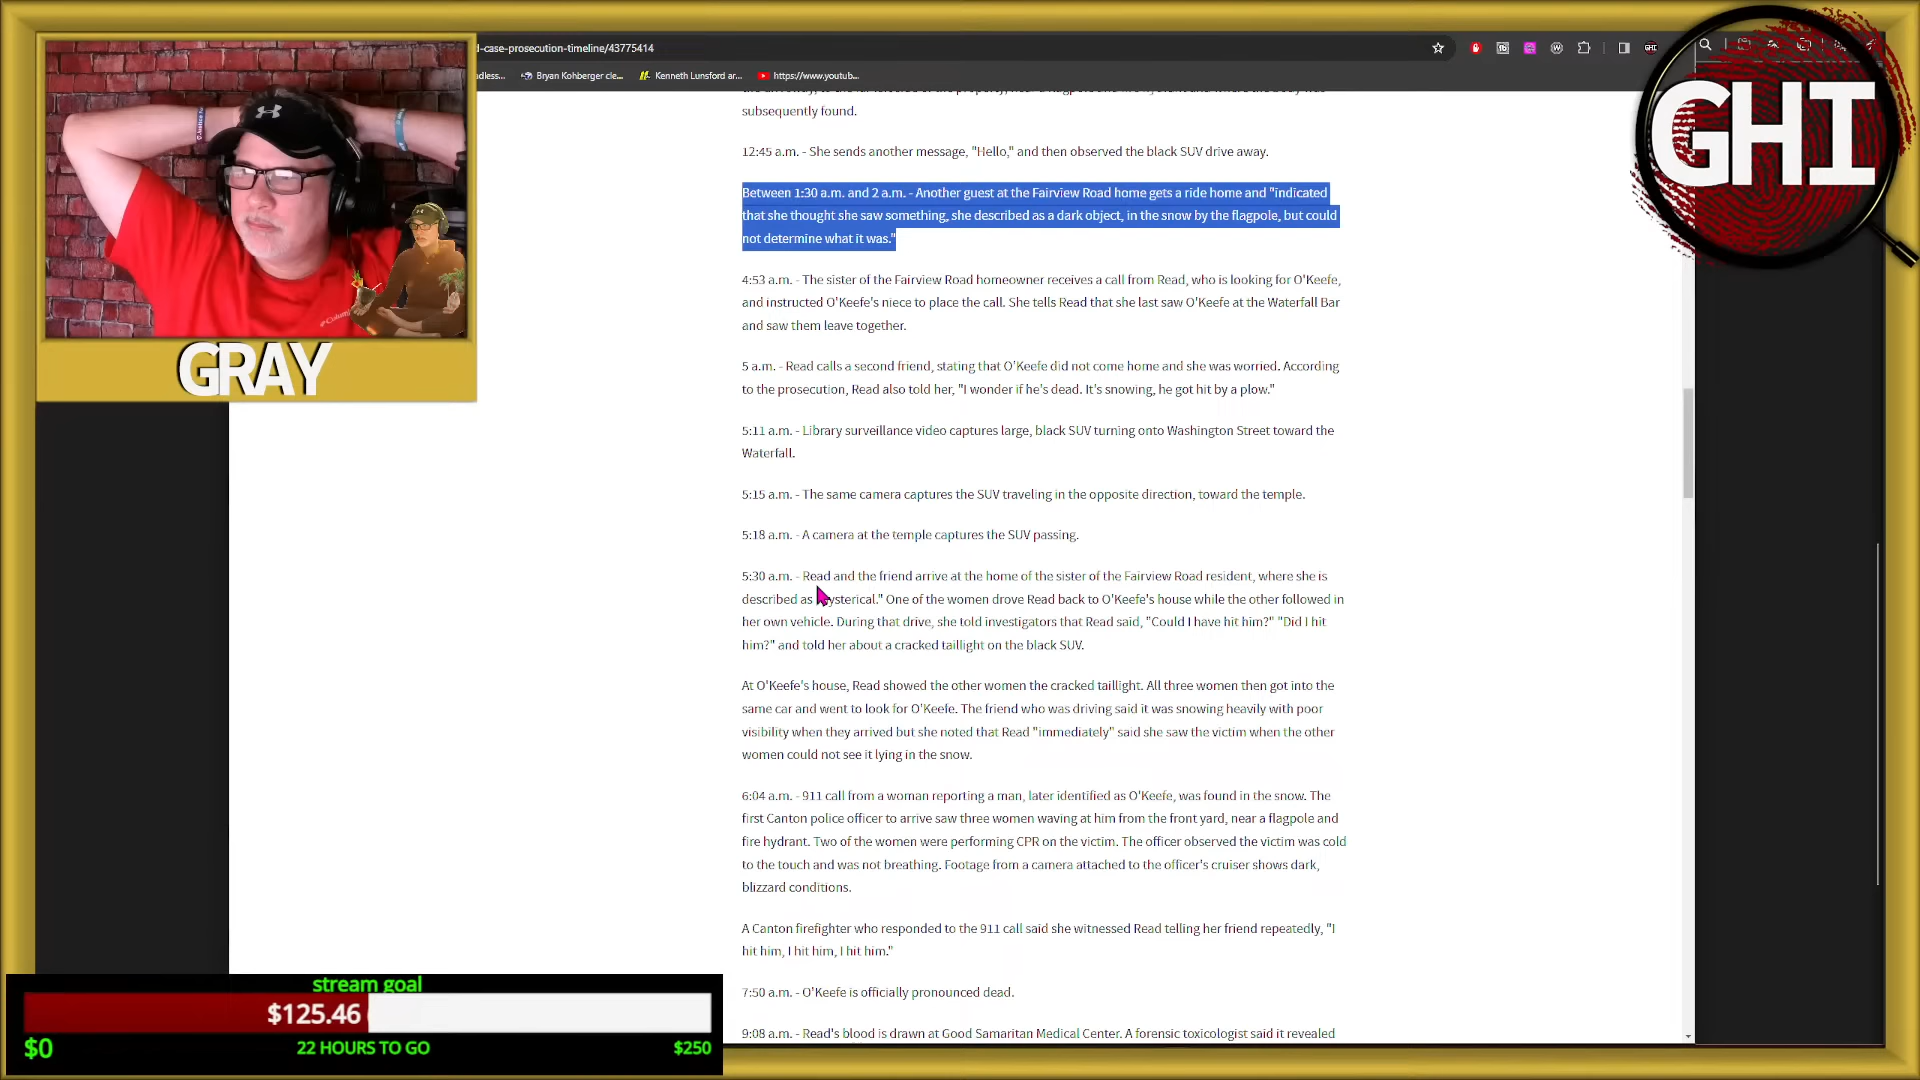 d-case-prosecution-timeline/43775414
GHI
ndless...
Bryan Kohberger cle...
Kenneth Lunsford ar...
https://www.youtub...
subsequently found.
12:45 a.m. - She sends another message, "Hello," and then observed the black SUV drive away.
Between 1:30 a.m. and 2 a.m. - Another guest at the Fairview Road home gets a ride home and "indicated
that she thought she saw something, she described as a dark object, in the snow by the flagpole, but could
not determine what it was."
4:53 a.m. - The sister of the Fairview Road homeowner receives a call from Read, who is looking for O'Keefe,
and instructed O'Keefe's niece to place the call. She tells Read that she last saw O'Keefe at the Waterfall Bar
and saw them leave together.
5 a.m. - Read calls a second friend, stating that O'Keefe did not come home and she was worried. According
to the prosecution, Read also told her, "I wonder if he's dead. It's snowing, he got hit by a plow."
5:11 a.m. - Library surveillance video captures large, black SUV turning onto Washington Street toward the
Waterfall.
5:15 a.m. - The same camera captures the SUV traveling in the opposite direction, toward the temple.
5:18 a.m. - A camera at the temple captures the SUV passing.
5:30 a.m. - Read and the friend arrive at the home of the sister of the Fairview Road resident, where she is
described as ysterical." One of the women drove Read back to O'Keefe's house while the other followed in
her own vehicle. During that drive, she told investigators that Read said, "Could I have hit him?" "Did I hit
him?" and told her about a cracked taillight on the black SUV.
At O'Keefe's house, Read showed the other women the cracked taillight. All three women then got into the
same car and went to look for O'Keefe. The friend who was driving said it was snowing heavily with poor
visibility when they arrived but she noted that Read "immediately" said she saw the victim when the other
women could not see it lying in the snow.
6:04 a.m. - 911 call from a woman reporting a man, later identified as O'Keefe, was found in the snow. The
first Canton police officer to arrive saw three women waving at him from the front yard, near a flagpole and
fire hydrant. Two of the women were performing CPR on the victim. The officer observed the victim was cold
to the touch and was not breathing. Footage from a camera attached to the officer's cruiser shows dark,
blizzard conditions.
A Canton firefighter who responded to the 911 call said she witnessed Read telling her friend repeatedly, "I
hit him, I hit him, I hit him."
7:50 a.m. - O'Keefe is officially pronounced dead.
9:08 a.m. - Read's blood is drawn at Good Samaritan Medical Center. A forensic toxicologist said it revealed
GRAY
GHI
stream goal
$125.46
$0
22 HOURS TO GO
$250